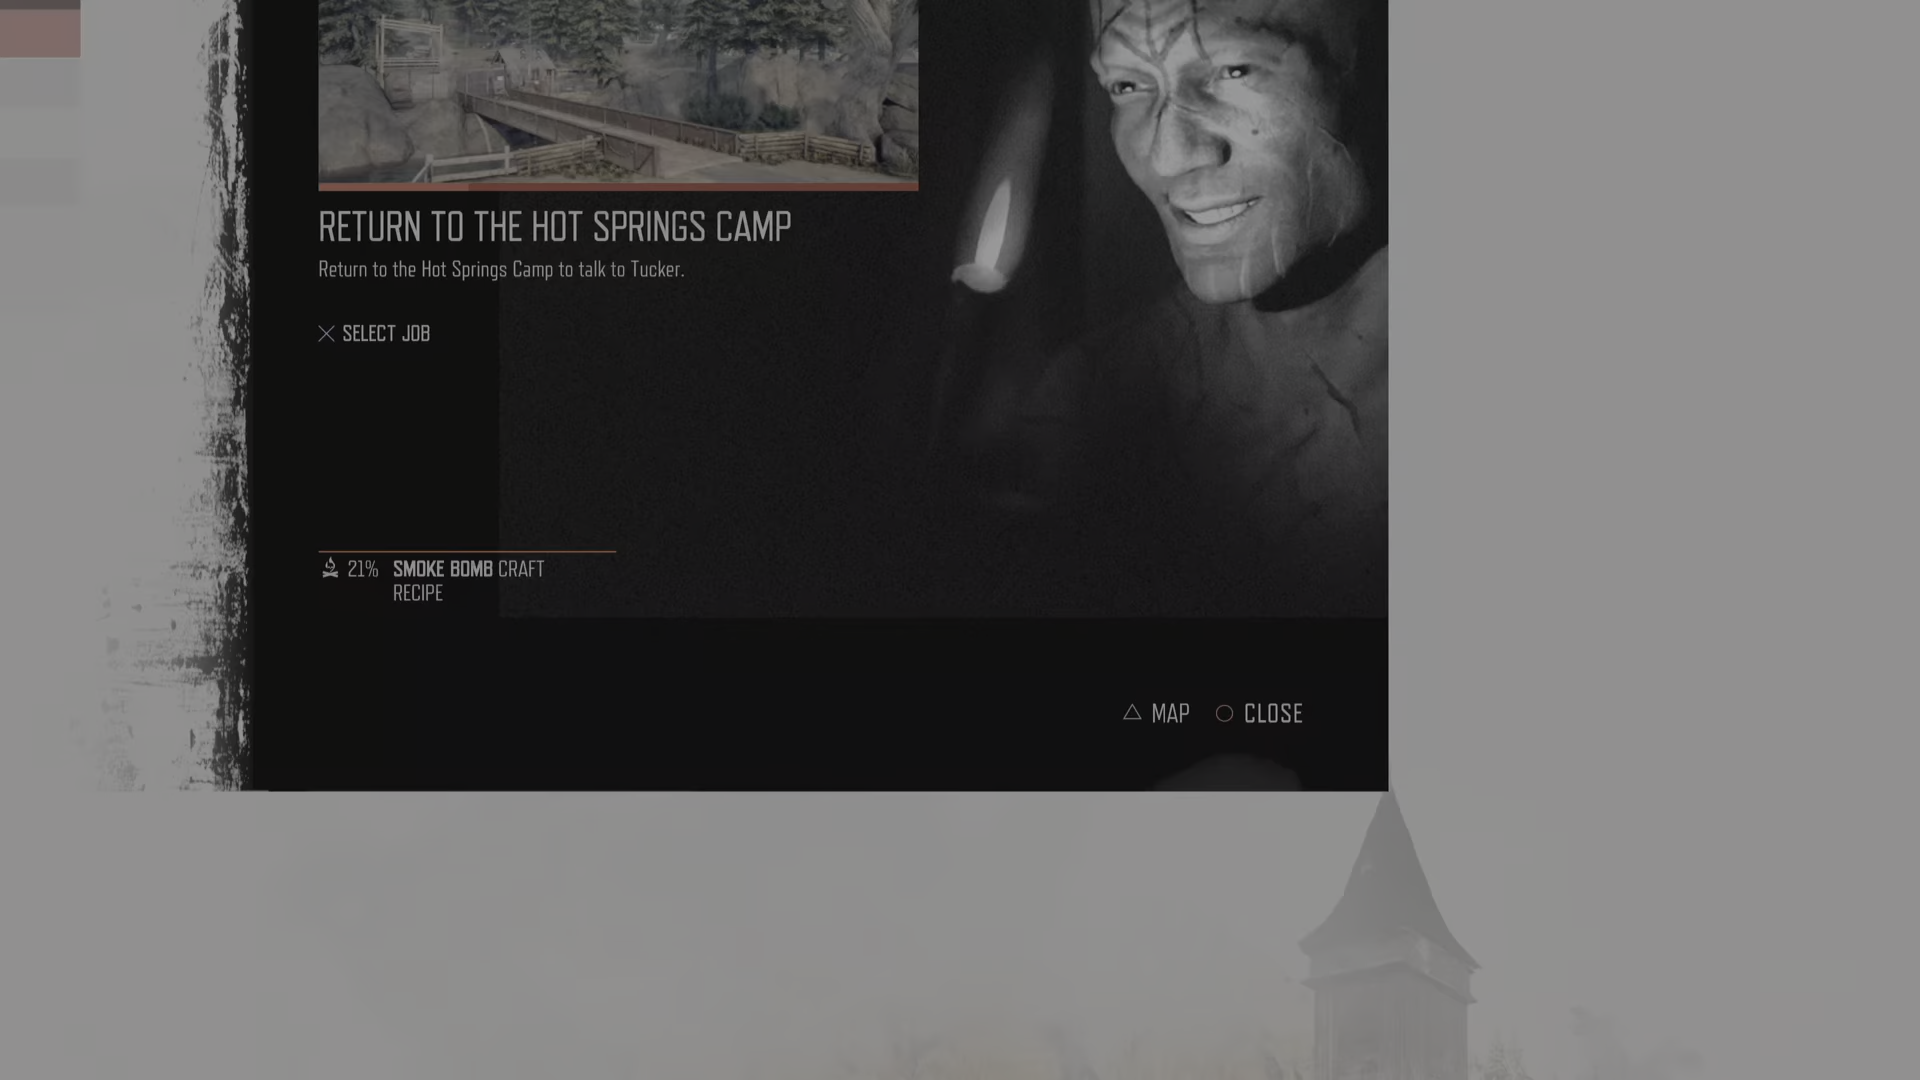 RETURN TO THE HOT SPRINGS CAMP
Return to the Hot Springs Camp to talk to Tucker.
SELECT JOB
21% SMOKE BOMB CRAFT
RECIPE
MAP CLOSE